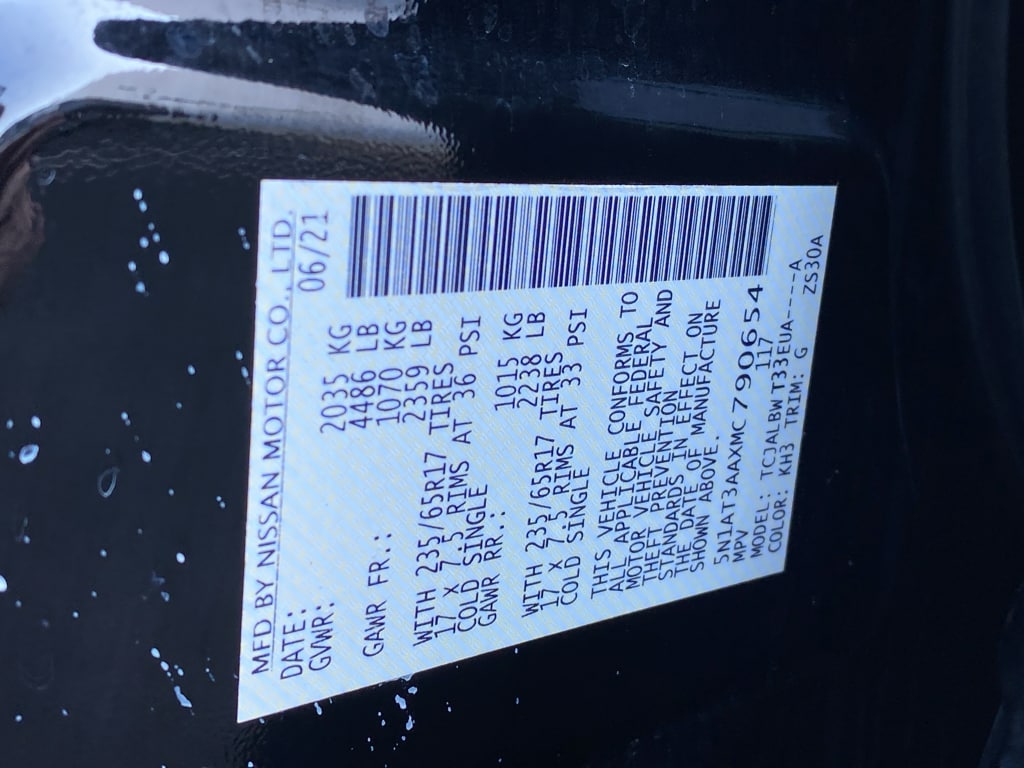 MFD BY NISSAN MOTOR CO., LTD.
DATE: 06/21
GVWR: 2035 KG
4486 LB
GAWR FR.: 1070 KG
2359 LB
WITH 235/65R17 TIRES
17 X 7.5 RIMS AT 36 PSI
COLD SINGLE
GAWR RR.: 1015 KG
2238 LB
WITH 235/65R17 TIRES
17 X 7.5 RIMS AT 33 PSI
COLD SINGLE
THIS VEHICLE CONFORMS TO
ALL APPLICABLE FEDERAL
MOTOR VEHICLE SAFETY AND
THEFT PREVENTION
STANDARDS IN EFFECT ON
THE DATE OF MANUFACTURE
SHOWN ABOVE.
5N1AT3AAXMC790654
MPV 117
MODEL: TCJALBWT33EUA-----A
COLOR: KH3 TRIM: G ZS30A